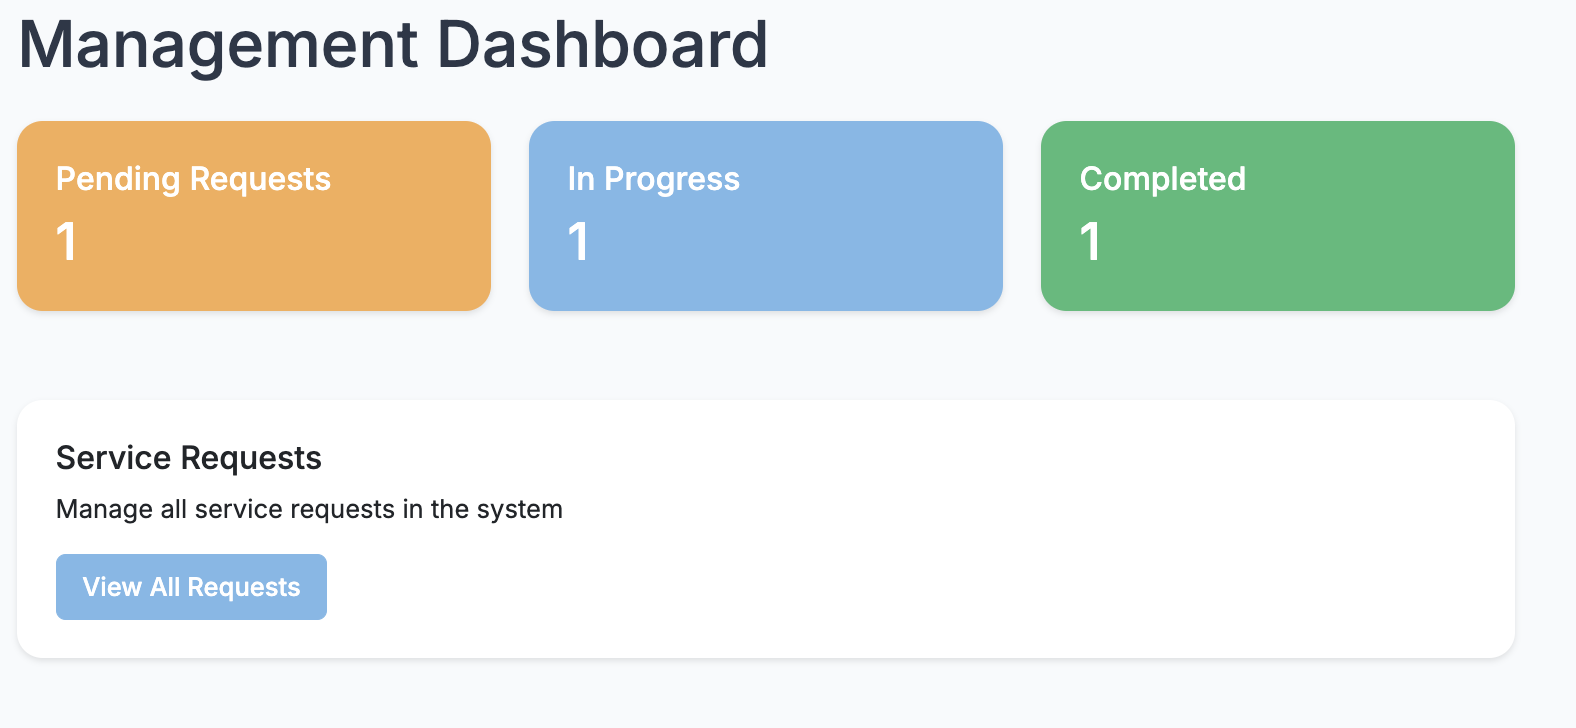 Management Dashboard
Pending Requests
1
In Progress
1
Completed
1
Service Requests
Manage all service requests in the system
View All Requests